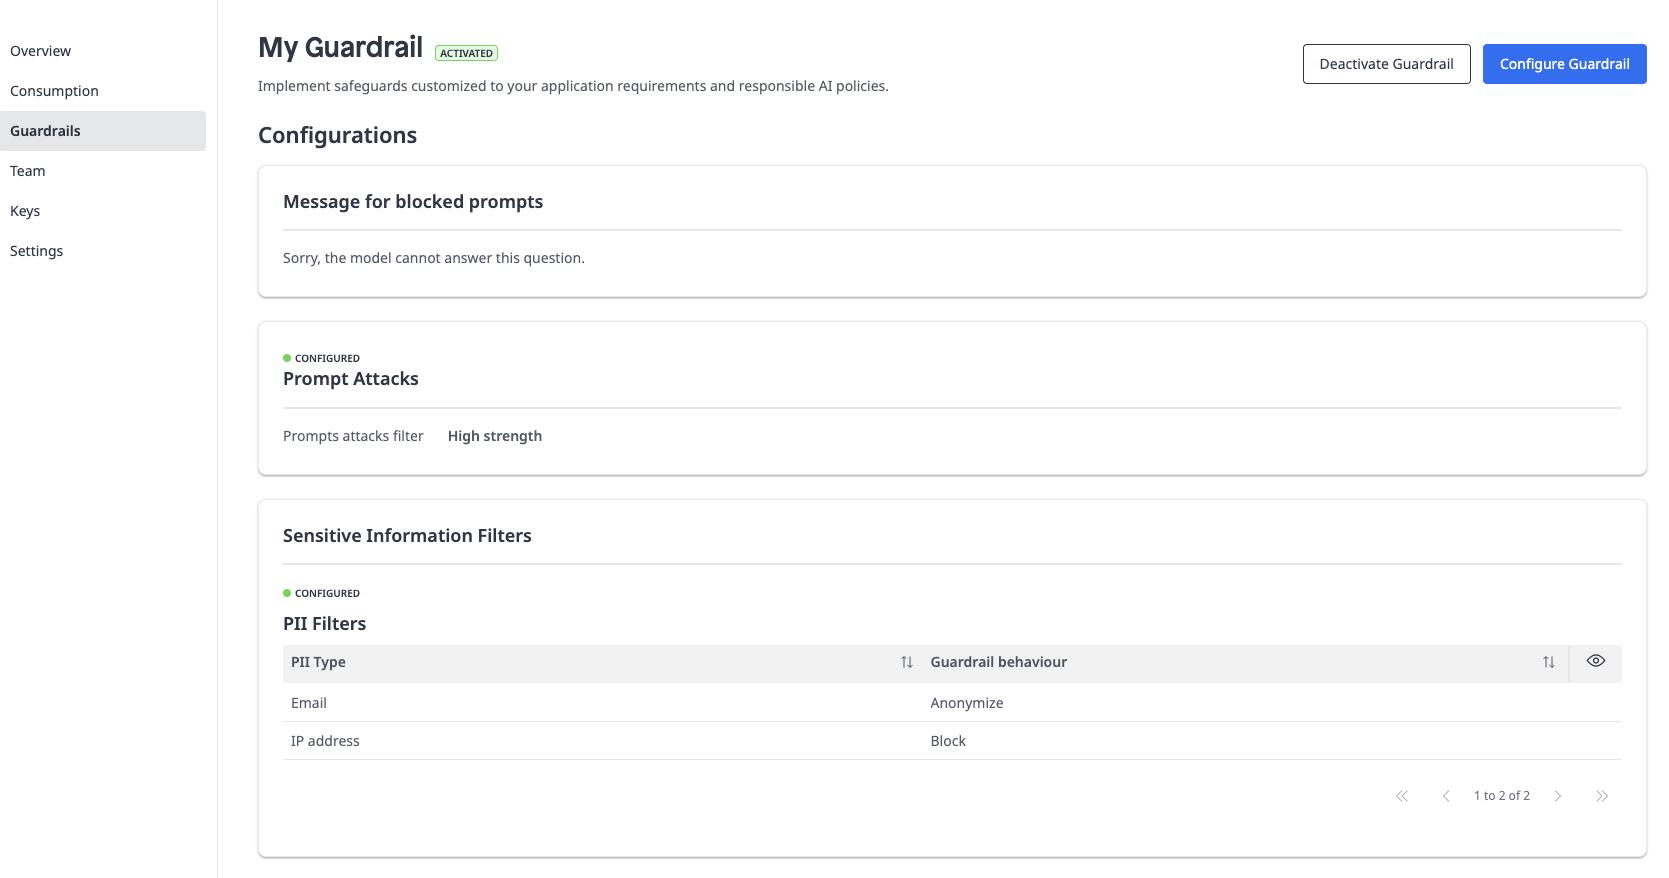 Overview
Consumption
Guardrails
Team
Keys
Settings
My Guardrail ACTIVATED
Implement safeguards customized to your application requirements and responsible AI policies.
Deactivate Guardrail
Configure Guardrail
Configurations
Message for blocked prompts
Sorry, the model cannot answer this question.
CONFIGURED
Prompt Attacks
Prompts attacks filter High strength
Sensitive Information Filters
CONFIGURED
PII Filters
PII Type Guardrail behaviour
Email Anonymize
IP address Block
1 to 2 of 2